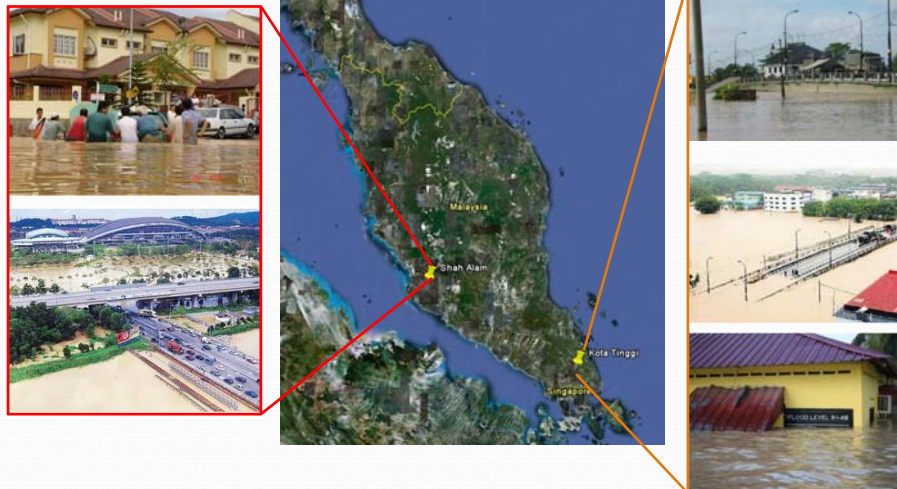 Malaysia
Shah Alam
Kota Tinggi
Singapore
FLOOD LEVEL